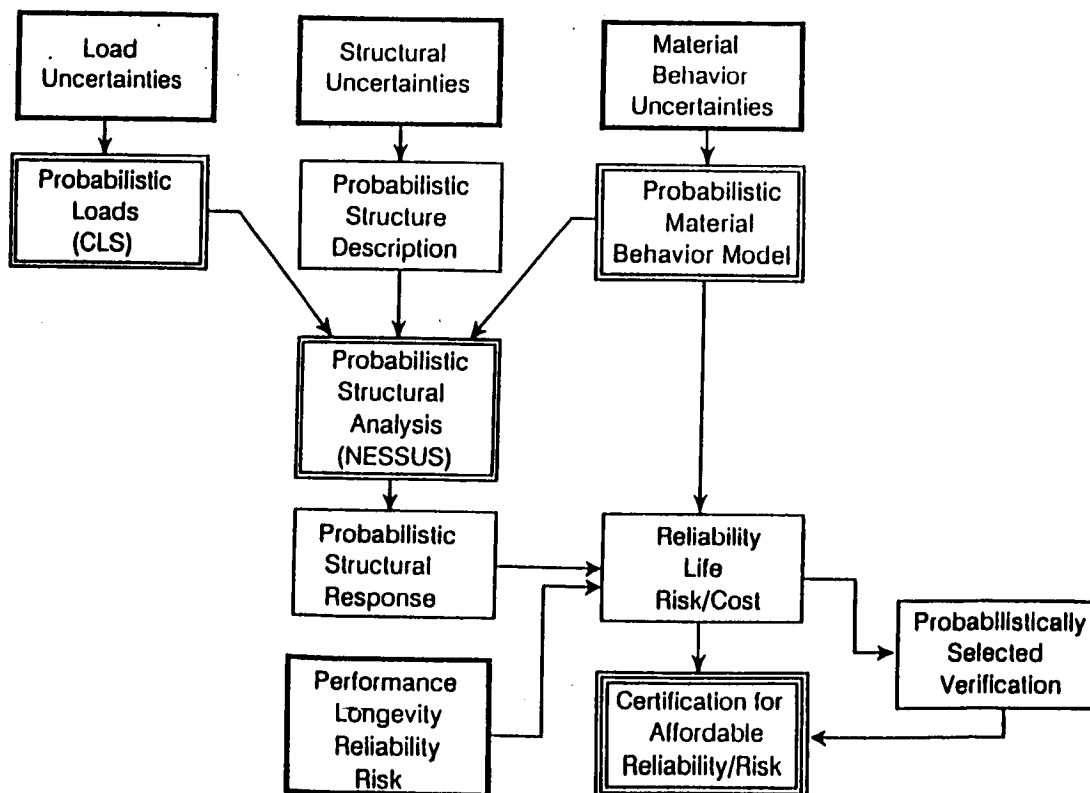 Load
Uncertainties
Structural
Uncertainties
Material
Behavior
Uncertainties
Probabilistic
Loads
(CLS)
Probabilistic
Structure
Description
Probabilistic
Material
Behavior Model
Probabilistic
Structural
Analysis
(NESSUS)
Probabilistic
Structural
Response
Reliability
Life
Risk/Cost
Probabilistically
Selected
Verification
Performance
Longevity
Reliability
Risk
Certification for
Affordable
Reliability/Risk